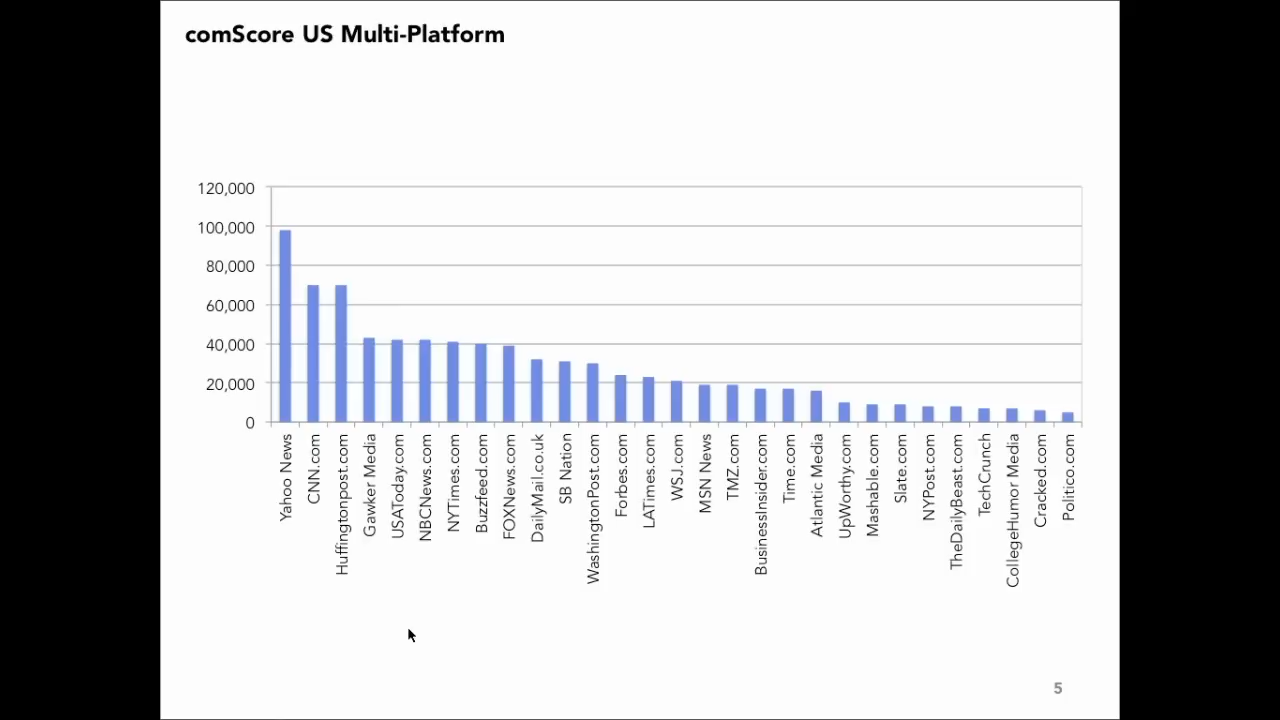 comScore US Multi-Platform
120,000
100,000
80,000
60,000
40,000
20,000
0
Yahoo News
CNN.com
Huffingtonpost.com
Gawker Media
USAToday.com
NBCNews.com
NYTimes.com
Buzzfeed.com
FOXNews.com
DailyMail.co.uk
SB Nation
WashingtonPost.com
Forbes.com
LATimes.com
WSJ.com
MSN News
TMZ.com
BusinessInsider.com
Time.com
Atlantic Media
UpWorthy.com
Mashable.com
Slate.com
NYPost.com
TheDailyBeast.com
TechCrunch
CollegeHumor Media
Cracked.com
Politico.com
5